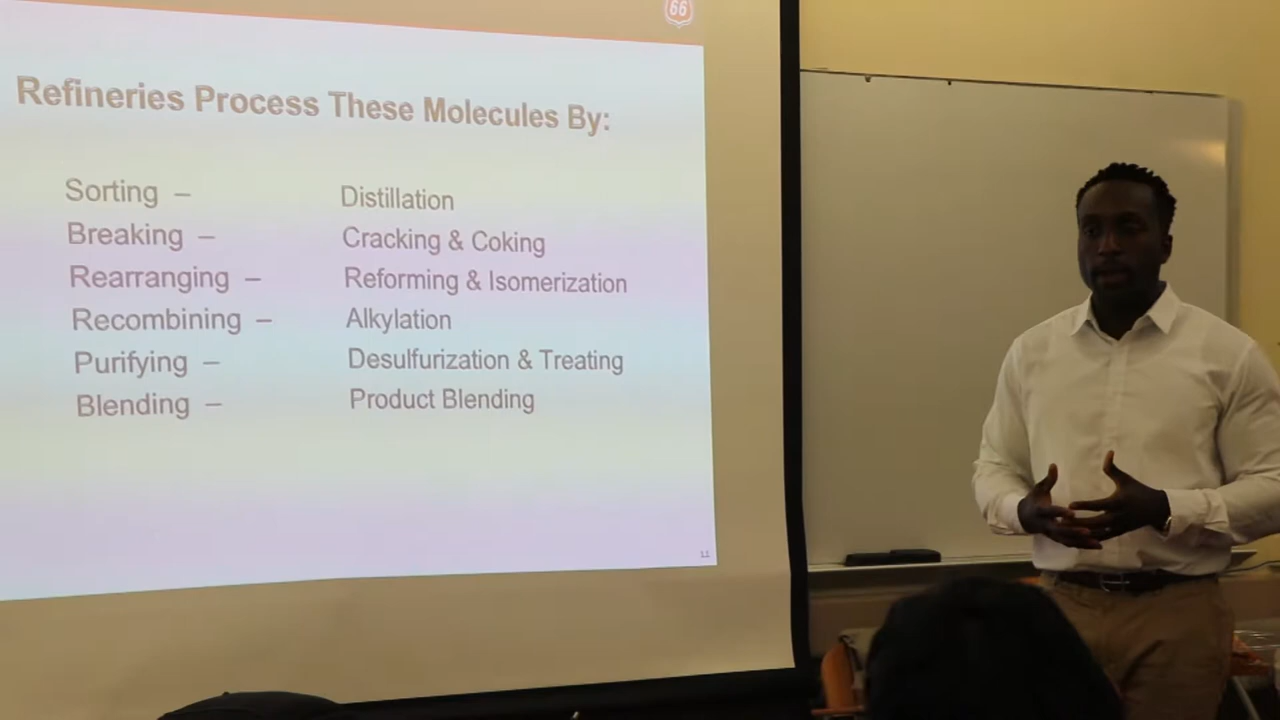 66
Refineries Process These Molecules By:
Sorting – Distillation
Breaking – Cracking & Coking
Rearranging – Reforming & Isomerization
Recombining – Alkylation
Purifying – Desulfurization & Treating
Blending – Product Blending